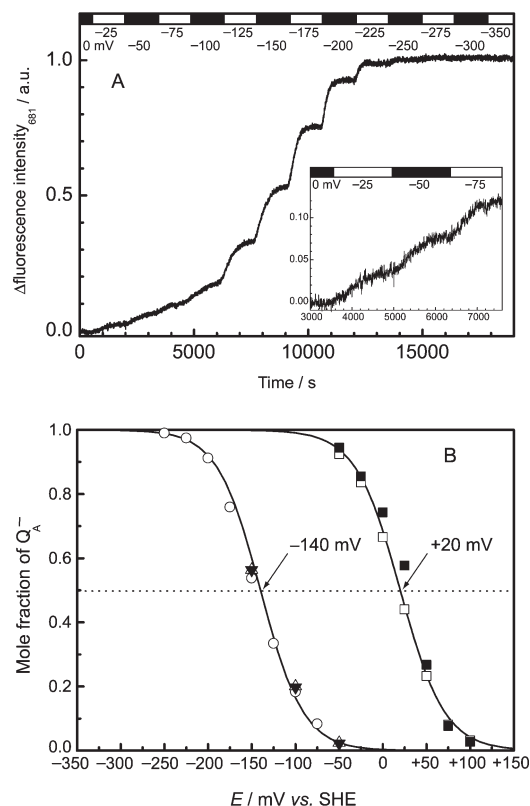 −25 −75 −125 −175 −225 −275 −350
0 mV −50 −100 −150 −200 −250 −300
A
Δfluorescence intensity681 / a.u.
1.0
0.5
0.0
0 mV −25 −50 −75
0.10
0.05
0.00
3000 4000 5000 6000 7000
0 5000 10000 15000
Time / s
B
Mole fraction of QA−
1.0
0.8
0.6
0.4
0.2
0.0
−140 mV
+20 mV
−350 −300 −250 −200 −150 −100 −50 0 +50 +100 +150
E / mV vs. SHE